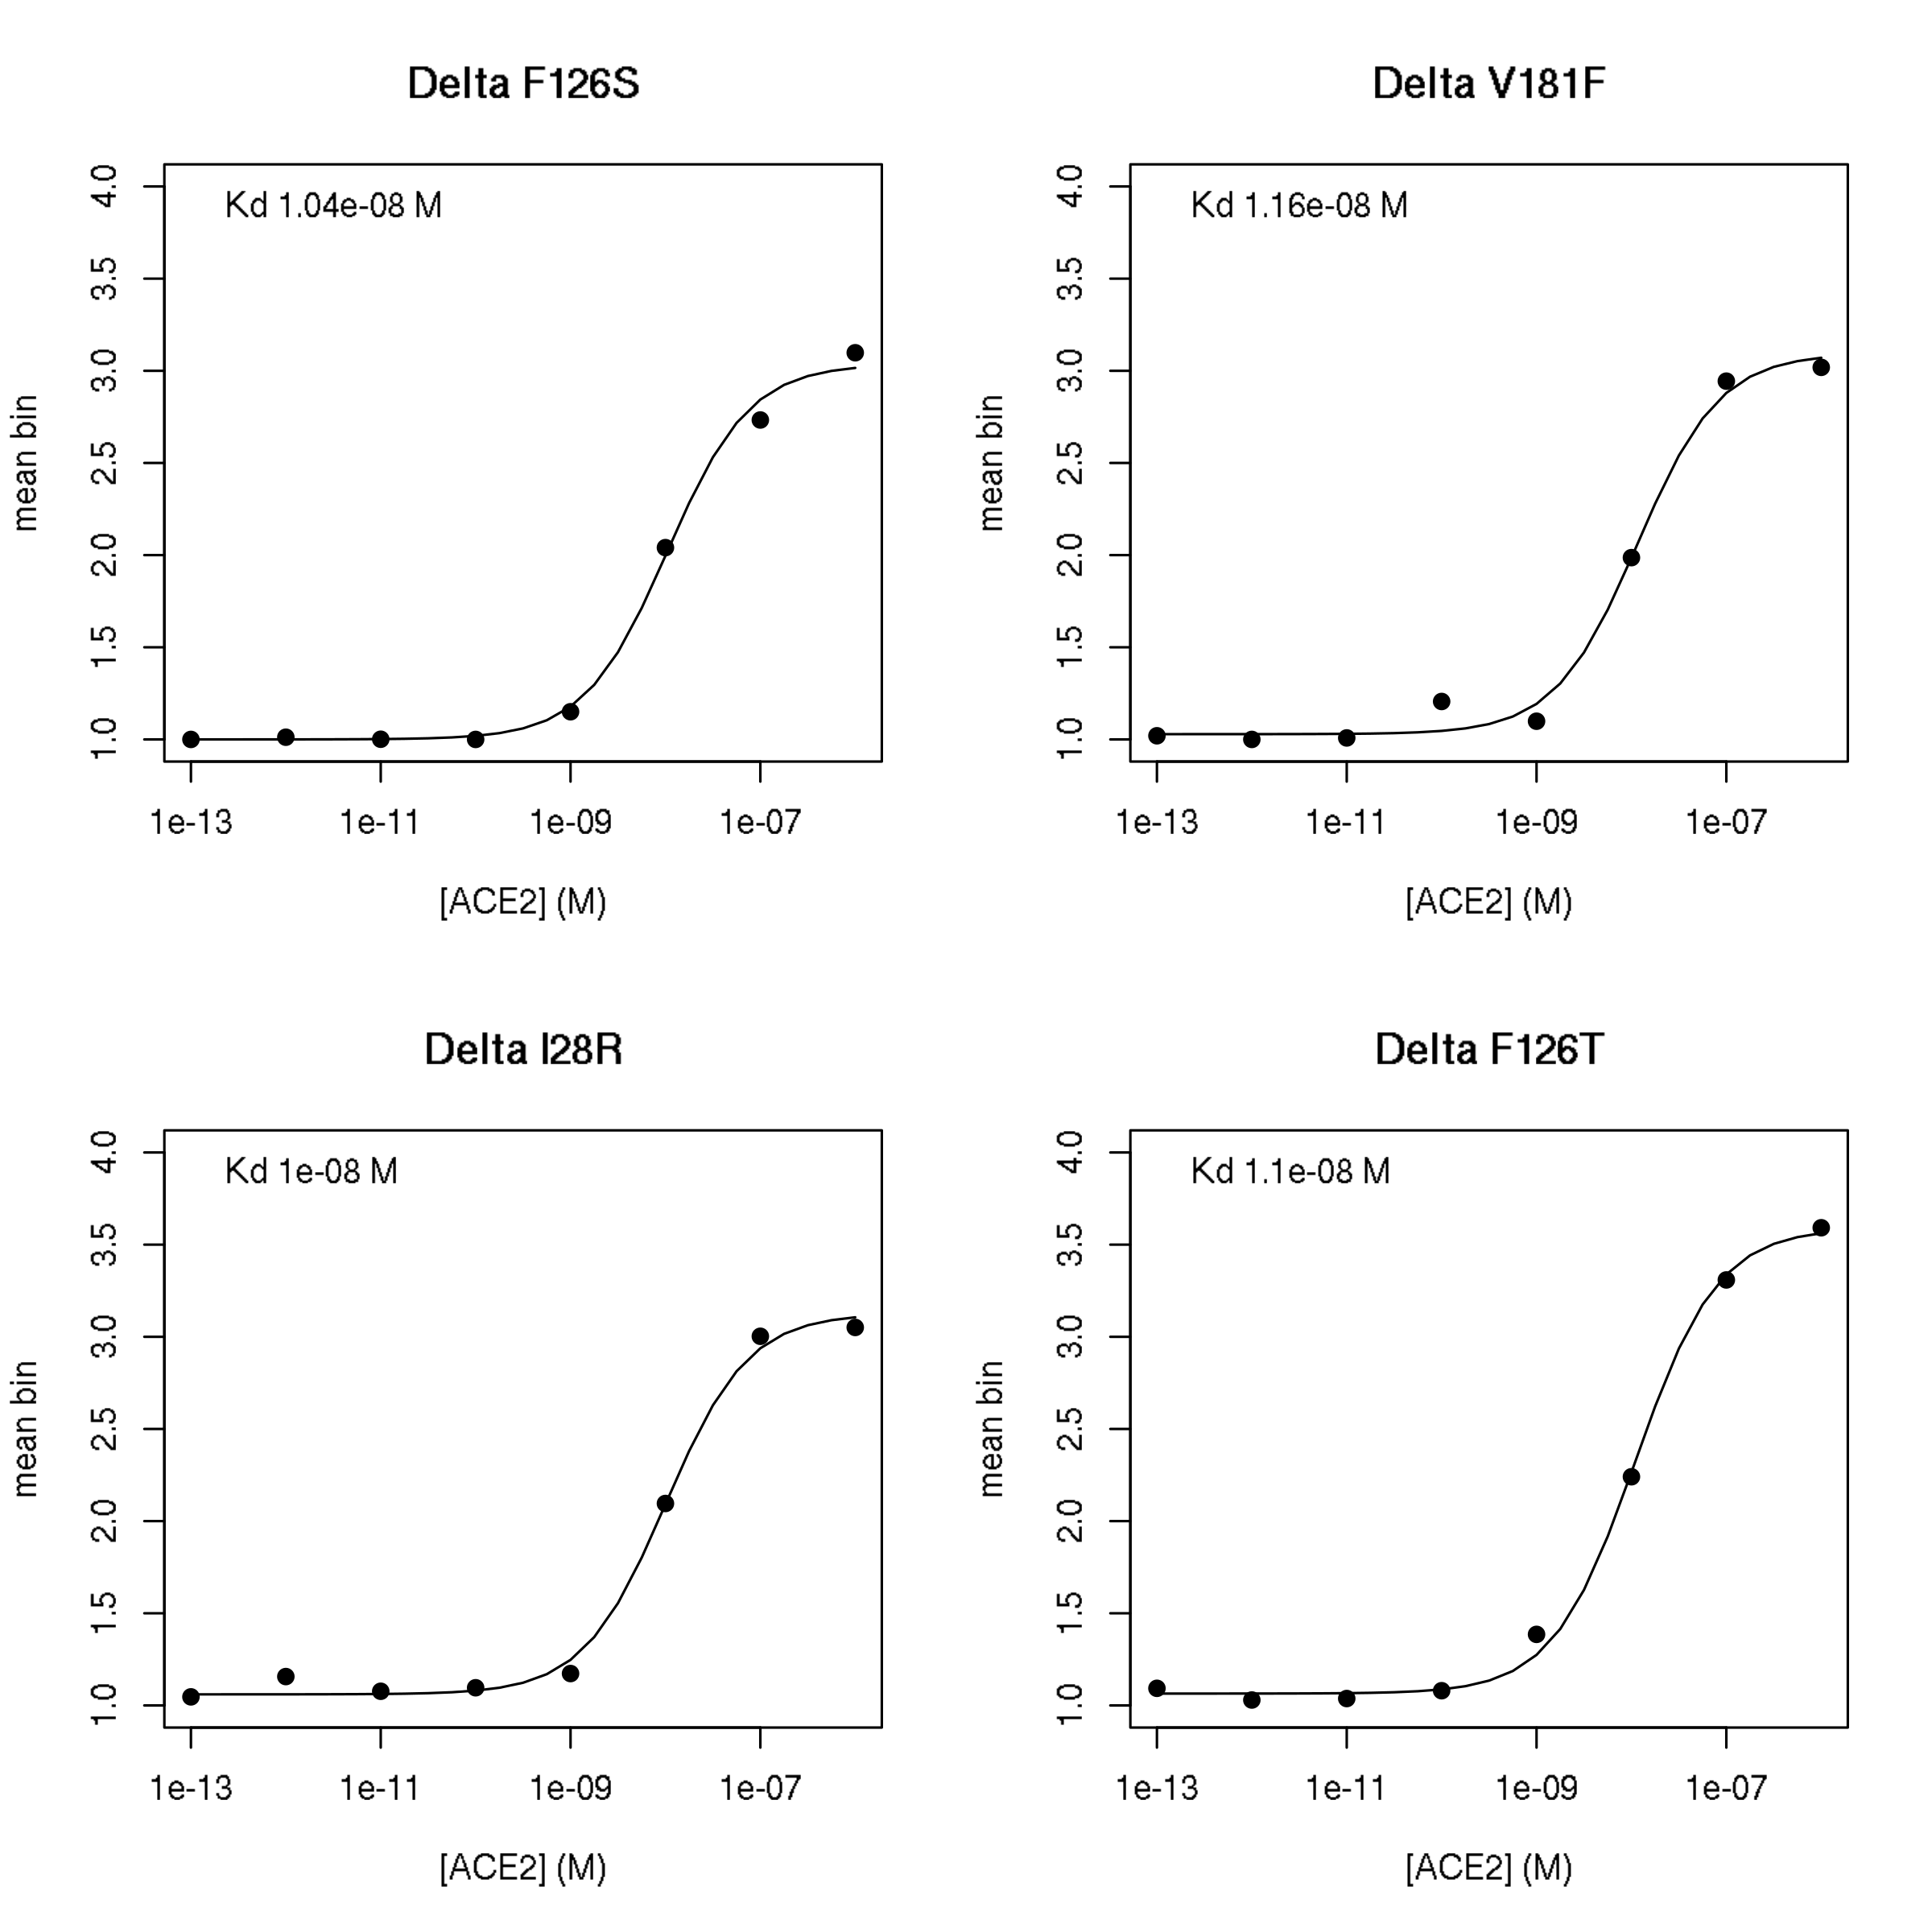 Delta F126S
Kd 1.04e-08 M
mean bin
4.0
3.5
3.0
2.5
2.0
1.5
1.0
1e-13 1e-11 1e-09 1e-07
[ACE2] (M)
Delta V181F
Kd 1.16e-08 M
mean bin
4.0
3.5
3.0
2.5
2.0
1.5
1.0
1e-13 1e-11 1e-09 1e-07
[ACE2] (M)
Delta I28R
Kd 1e-08 M
mean bin
4.0
3.5
3.0
2.5
2.0
1.5
1.0
1e-13 1e-11 1e-09 1e-07
[ACE2] (M)
Delta F126T
Kd 1.1e-08 M
mean bin
4.0
3.5
3.0
2.5
2.0
1.5
1.0
1e-13 1e-11 1e-09 1e-07
[ACE2] (M)